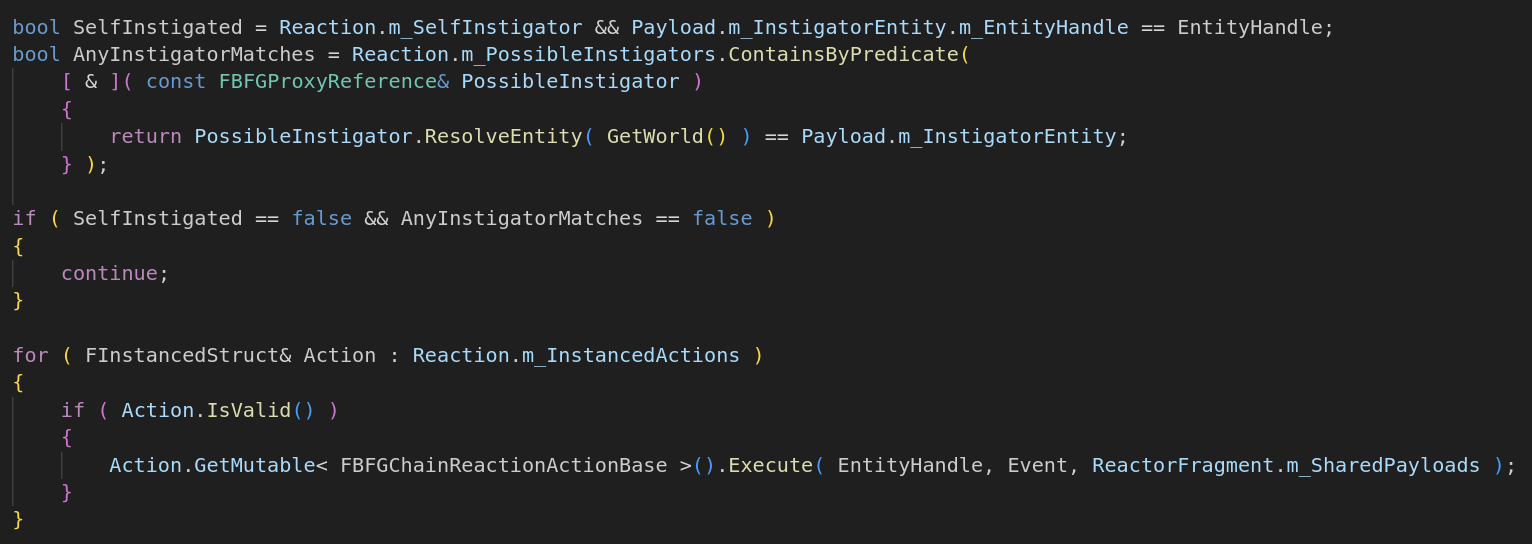 bool SelfInstigated = Reaction.m_SelfInstigator && Payload.m_InstigatorEntity.m_EntityHandle == EntityHandle;
bool AnyInstigatorMatches = Reaction.m_PossibleInstigators.ContainsByPredicate(
    [ & ]( const FBFGProxyReference& PossibleInstigator )
    {
        return PossibleInstigator.ResolveEntity( GetWorld() ) == Payload.m_InstigatorEntity;
    } );

if ( SelfInstigated == false && AnyInstigatorMatches == false )
{
    continue;
}

for ( FInstancedStruct& Action : Reaction.m_InstancedActions )
{
    if ( Action.IsValid() )
    {
        Action.GetMutable< FBFGChainReactionActionBase >().Execute( EntityHandle, Event, ReactorFragment.m_SharedPayloads );
    }
}